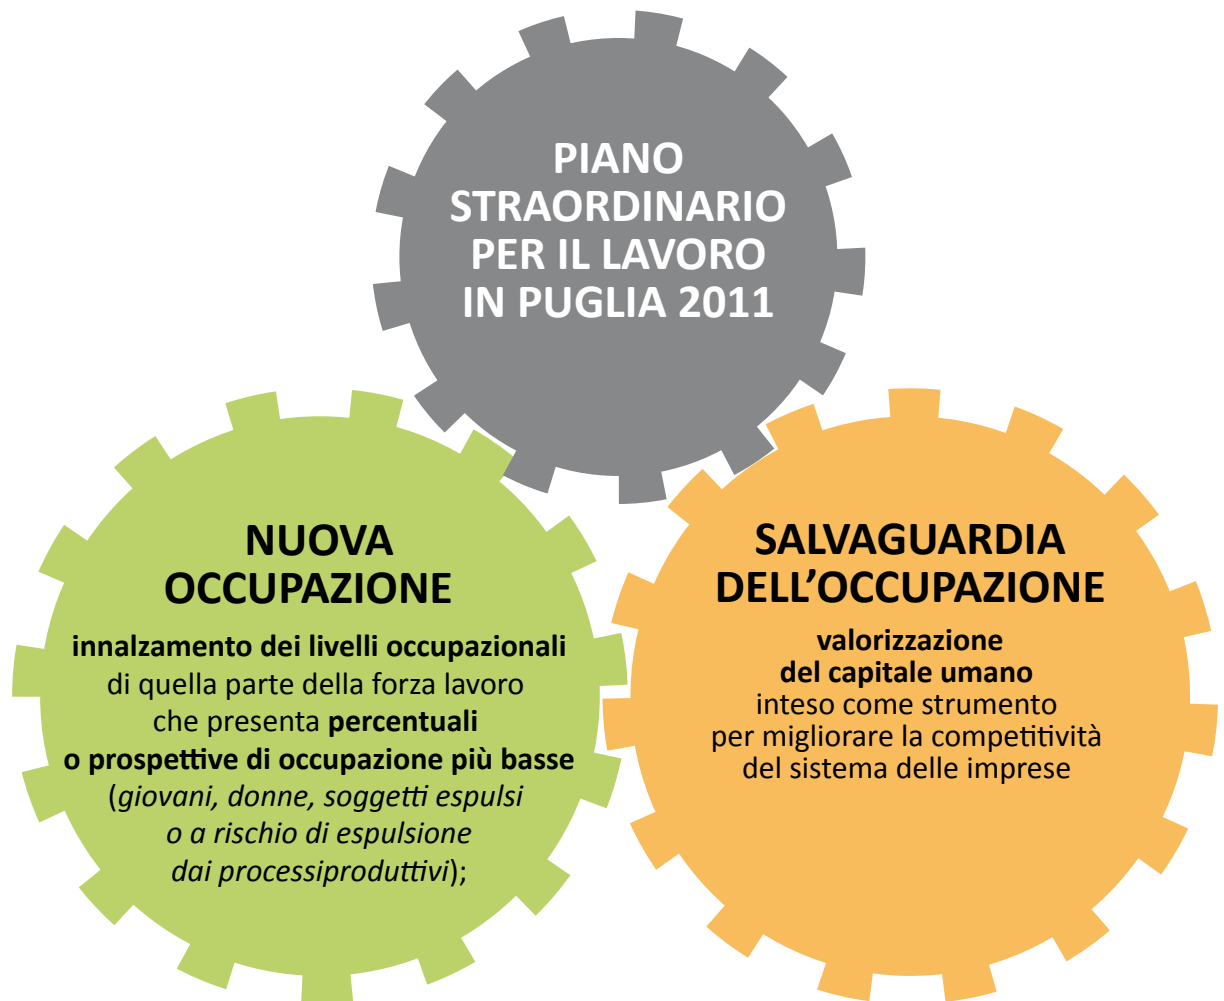 PIANO
STRAORDINARIO
PER IL LAVORO
IN PUGLIA 2011
NUOVA
OCCUPAZIONE
innalzamento dei livelli occupazionali
di quella parte della forza lavoro
che presenta percentuali
o prospettive di occupazione più basse
(giovani, donne, soggetti espulsi
o a rischio di espulsione
dai processiproduttivi);
SALVAGUARDIA
DELL’OCCUPAZIONE
valorizzazione
del capitale umano
inteso come strumento
per migliorare la competitività
del sistema delle imprese